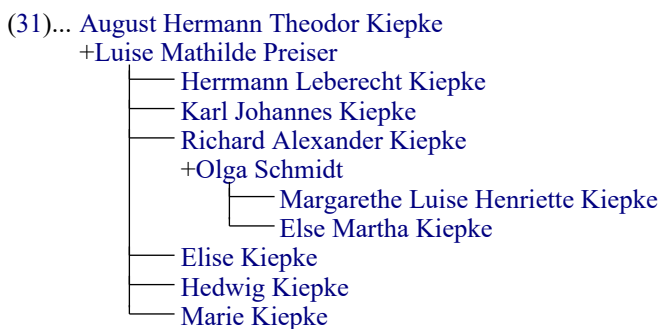 (31)... August Hermann Theodor Kiepke
+Luise Mathilde Preiser
Herrmann Leberecht Kiepke
Karl Johannes Kiepke
Richard Alexander Kiepke
+Olga Schmidt
Margarethe Luise Henriette Kiepke
Else Martha Kiepke
Elise Kiepke
Hedwig Kiepke
Marie Kiepke